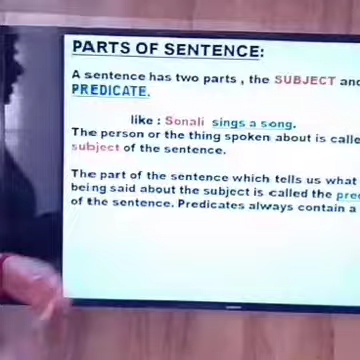 PARTS OF SENTENCE:
A sentence has two parts , the SUBJECT and
PREDICATE.
like : Sonali sings a song.
The person or the thing spoken about is calle
subject of the sentence.
The part of the sentence which tells us what
being said about the subject is called the pre
of the sentence. Predicates always contain a